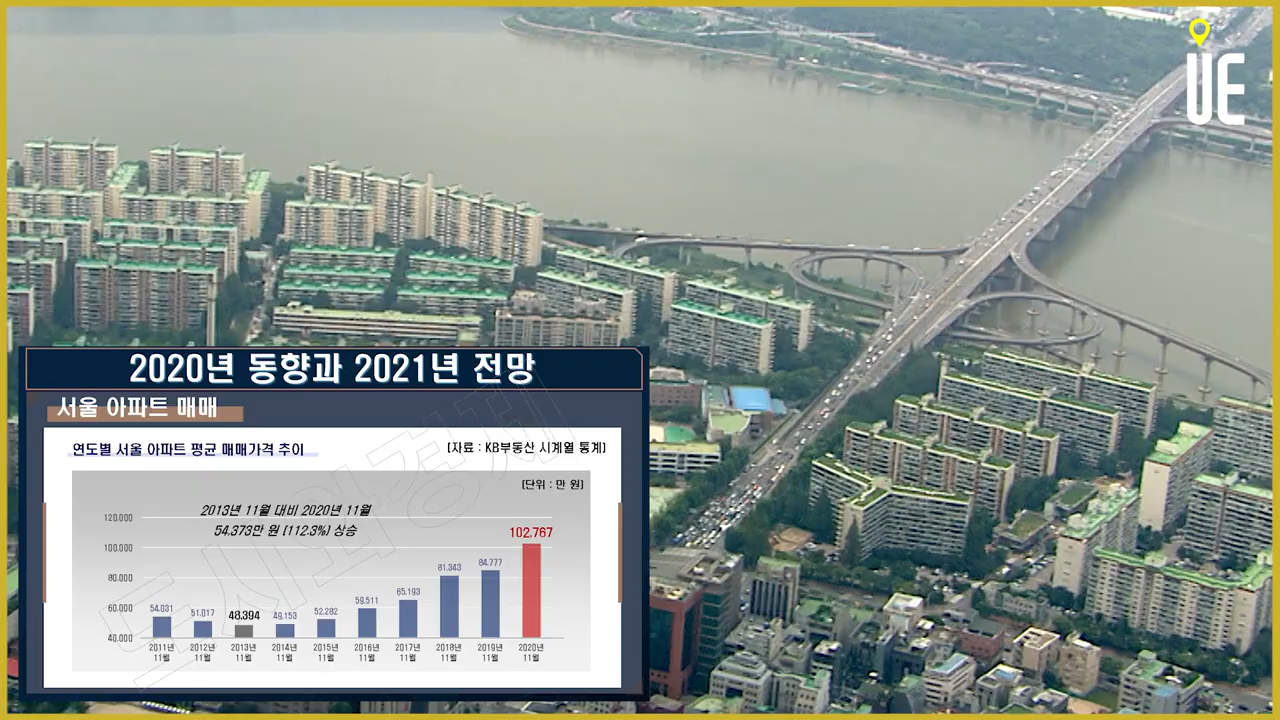 UE
2020년 동향과 2021년 전망
서울 아파트 매매
연도별 서울 아파트 평균 매매가격 추이
[자료 : KB부동산 시계열 통계]
[단위 : 만 원]
2013년 11월 대비 2020년 11월
54.373만 원 (112.3%) 상승
120.000
100.000
80.000
60.000
40.000
54.031
51.017
48.394
49.153
52.282
59.511
65.193
81.343
84.777
102.767
2011년 11월
2012년 11월
2013년 11월
2014년 11월
2015년 11월
2016년 11월
2017년 11월
2018년 11월
2019년 11월
2020년 11월
도시와경제